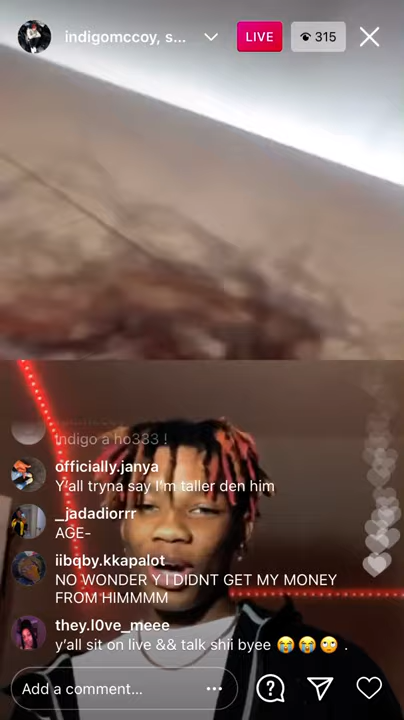 indigomccoy, s...
LIVE
315
Indigo a ho333 !
officially.janya
Y'all tryna say I'm taller den him
_jadadiorrr
AGE-
iibqby.kkapalot
NO WONDER Y I DIDNT GET MY MONEY
FROM HIMMMM
they.l0ve_meee
y'all sit on live && talk shii byee 😭😭🙄 .
Add a comment...